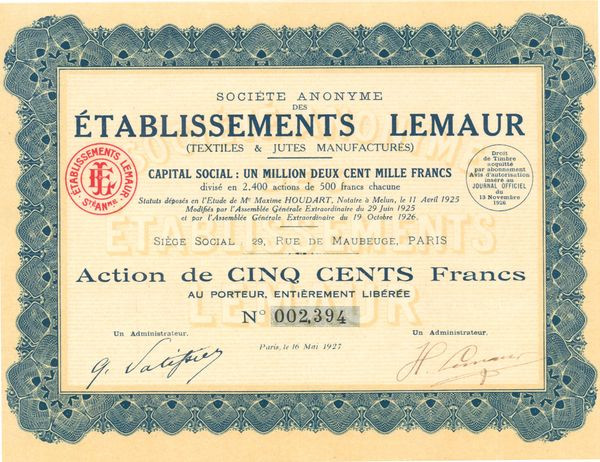 SOCIÉTÉ ANONYME
DES
ÉTABLISSEMENTS LEMAUR
(TEXTILES & JUTES MANUFACTURÉS)
CAPITAL SOCIAL : UN MILLION DEUX CENT MILLE FRANCS
divisé en 2.400 actions de 500 francs chacune
Statuts déposés en l'Etude de Me Maxime HOUDART, Notaire à Melun, le 11 Avril 1925
Modifiés par l'Assemblée Générale Extraordinaire du 29 Juin 1925
et par l'Assemblée Générale Extraordinaire du 19 Octobre 1926.
ÉTABLISSEMENTS LEMAUR
Sté ANME
EL
Droit
de Timbre
acquitté
par abonnement
Avis d'autorisation
inséré au
JOURNAL OFFICIEL
du
13 Novembre
1926
SIÈGE SOCIAL, 29, RUE DE MAUBEUGE, PARIS
Action de CINQ CENTS Francs
AU PORTEUR, ENTIÈREMENT LIBÉRÉE
N° 002,394
Un Administrateur.
Un Administrateur.
Paris, le 16 Mai 1927
H. Lemaur